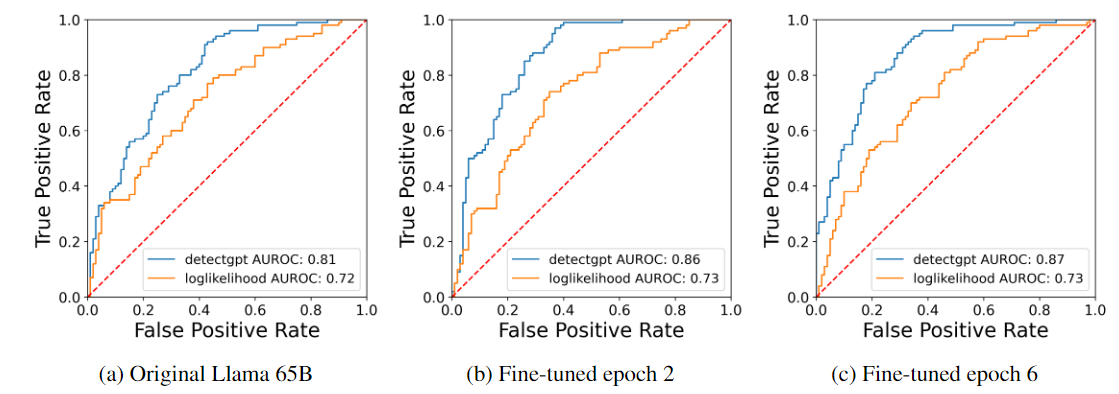 True Positive Rate
1.0
0.8
0.6
0.4
0.2
0.0
detectgpt AUROC: 0.81
loglikelihood AUROC: 0.72
0.0 0.2 0.4 0.6 0.8 1.0
False Positive Rate
(a) Original Llama 65B
True Positive Rate
1.0
0.8
0.6
0.4
0.2
0.0
detectgpt AUROC: 0.86
loglikelihood AUROC: 0.73
0.0 0.2 0.4 0.6 0.8 1.0
False Positive Rate
(b) Fine-tuned epoch 2
True Positive Rate
1.0
0.8
0.6
0.4
0.2
0.0
detectgpt AUROC: 0.87
loglikelihood AUROC: 0.73
0.0 0.2 0.4 0.6 0.8 1.0
False Positive Rate
(c) Fine-tuned epoch 6